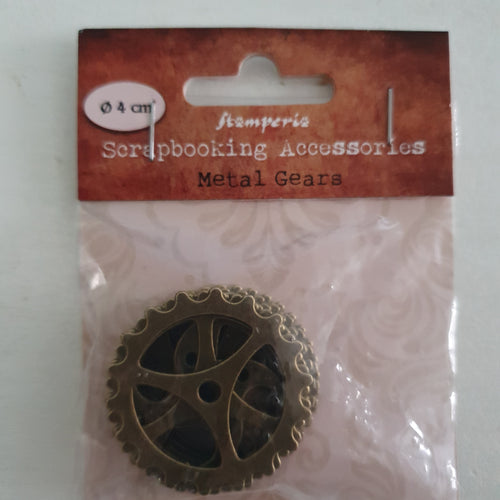 Ø 4 cm
Stamperia
Scrapbooking Accessories
Metal Gears